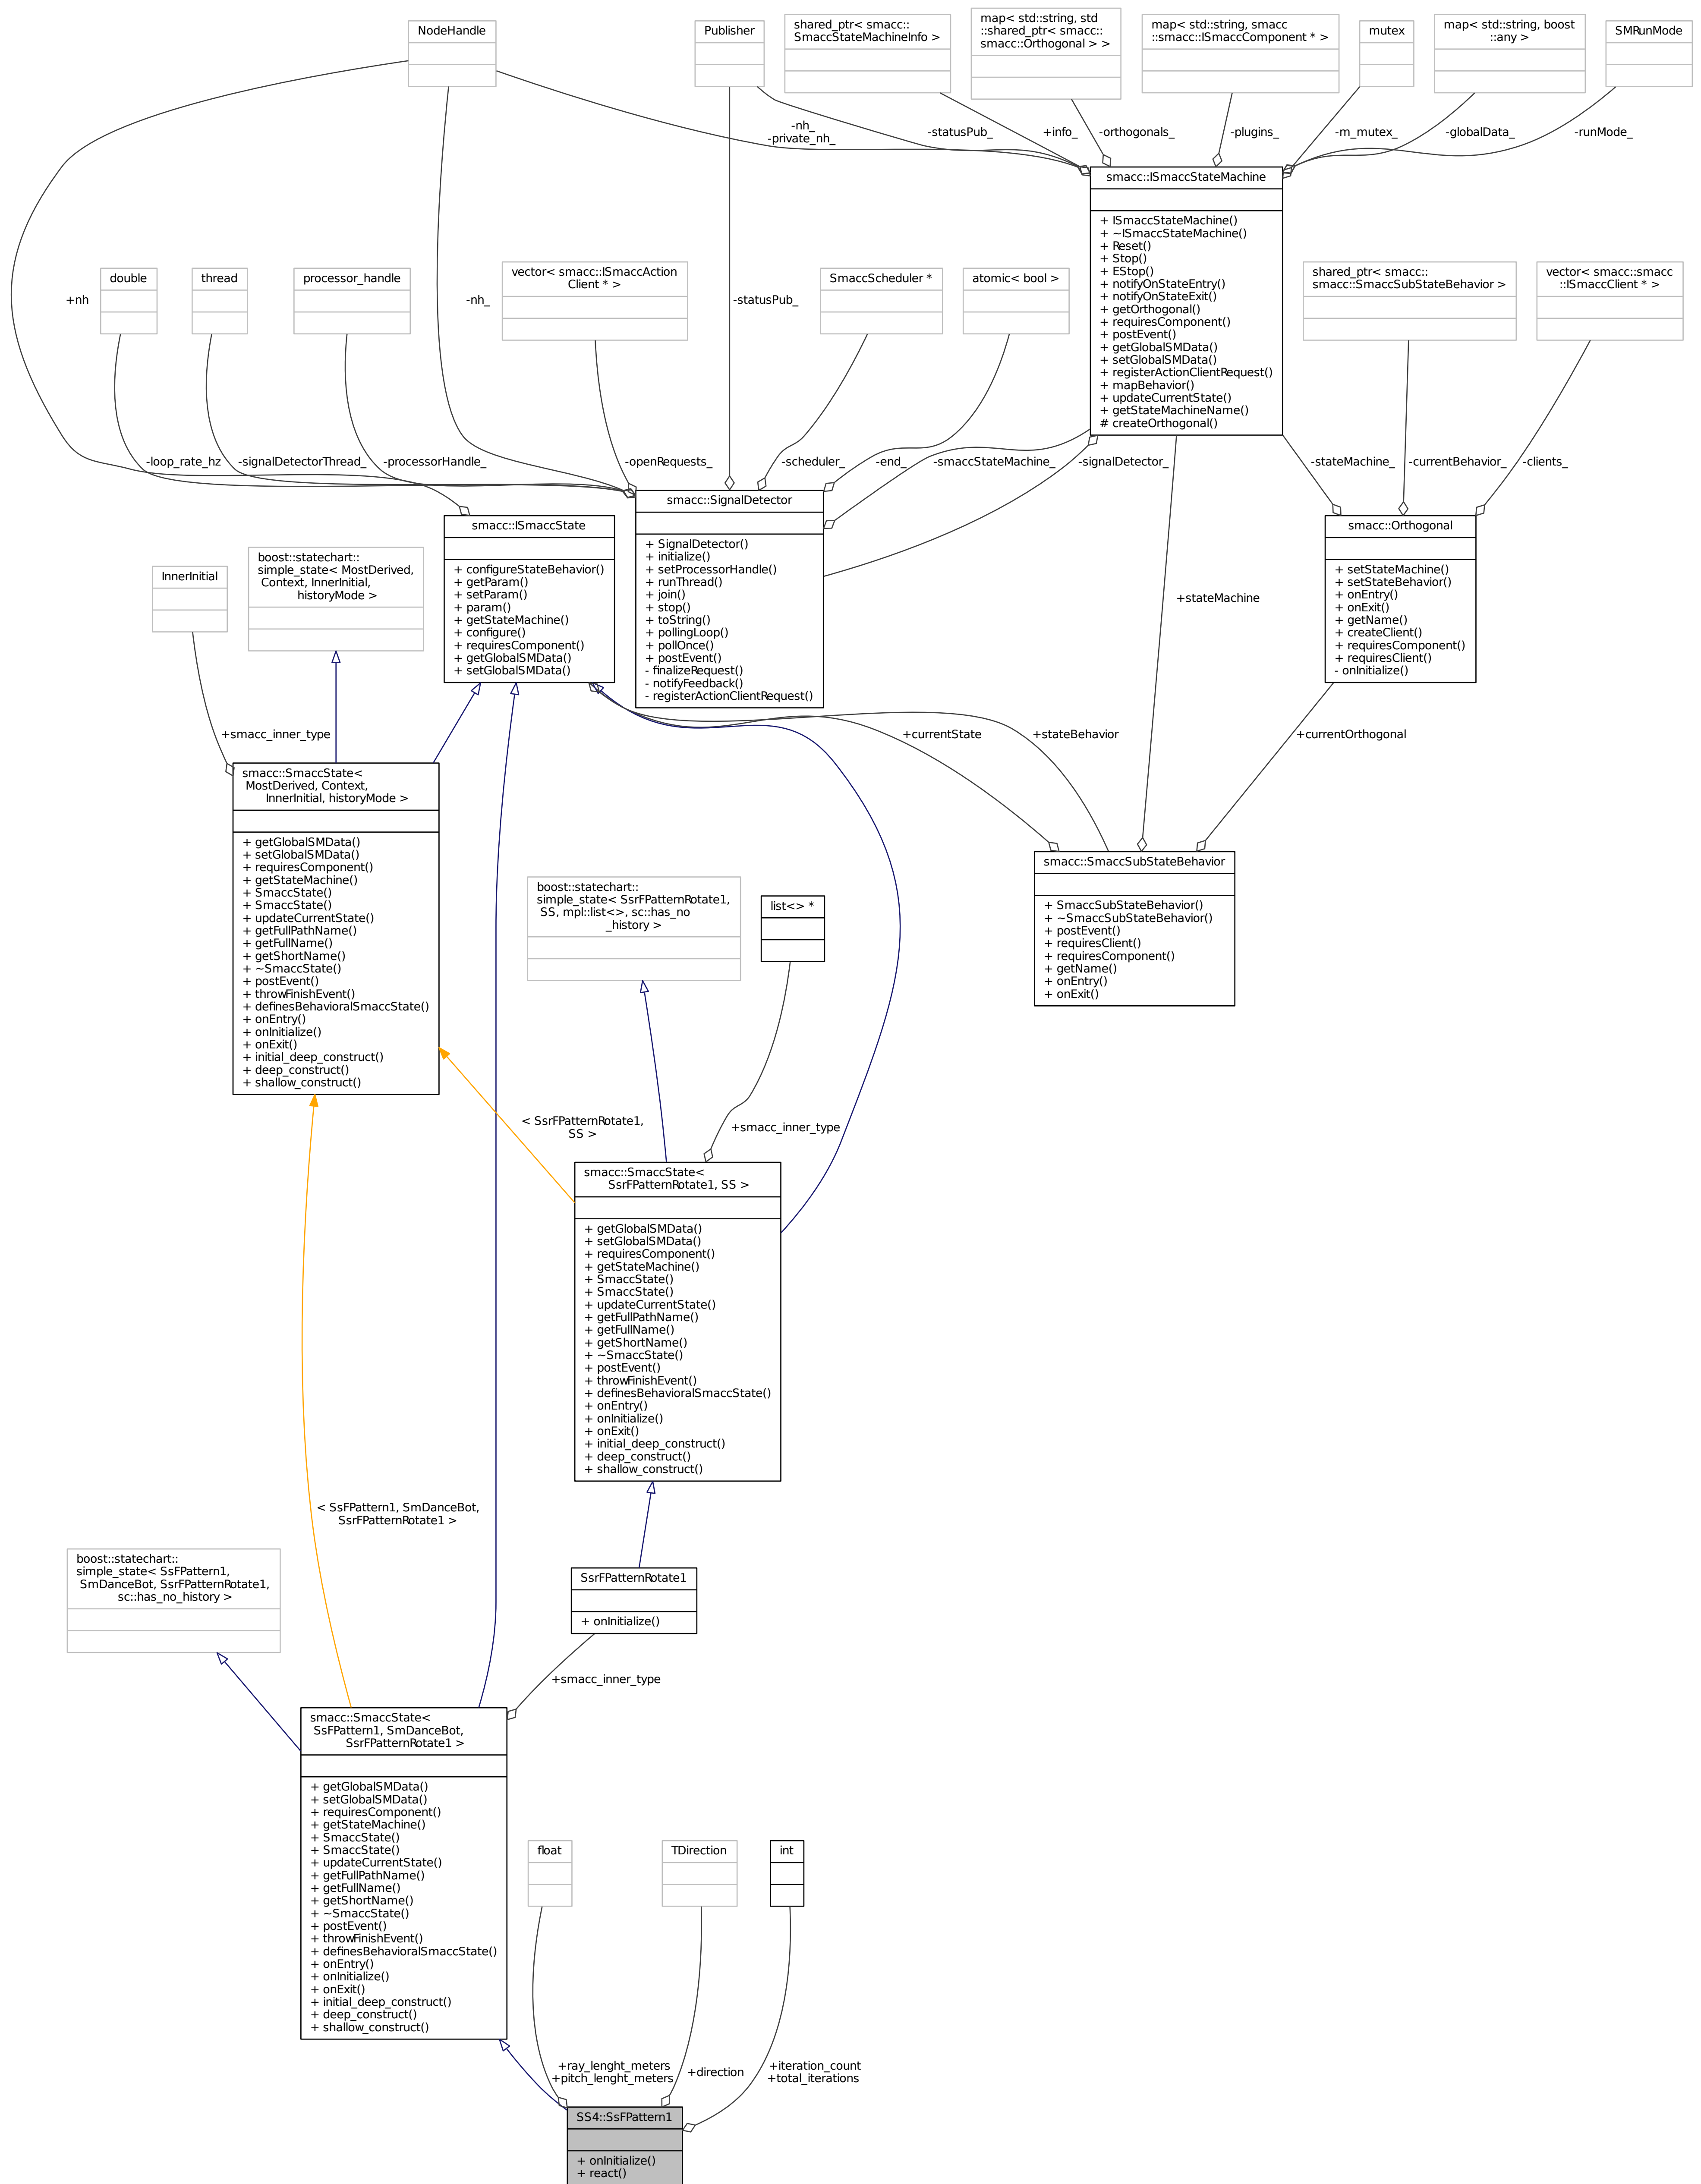 NodeHandle
Publisher
shared_ptr< smacc::
SmaccStateMachineInfo >
map< std::string, std
::shared_ptr< smacc::
smacc::Orthogonal > >
map< std::string, smacc
::smacc::ISmaccComponent * >
mutex
map< std::string, boost
::any >
SMRunMode
-nh_
-private_nh_
-statusPub_
+info_
-orthogonals_
-plugins_
-m_mutex_
-globalData_
-runMode_
smacc::ISmaccStateMachine
+ ISmaccStateMachine()
+ ~ISmaccStateMachine()
+ Reset()
+ Stop()
+ EStop()
+ notifyOnStateEntry()
+ notifyOnStateExit()
+ getOrthogonal()
+ requiresComponent()
+ postEvent()
+ getGlobalSMData()
+ setGlobalSMData()
+ registerActionClientRequest()
+ mapBehavior()
+ updateCurrentState()
+ getStateMachineName()
# createOrthogonal()
+nh
double
thread
processor_handle
-nh_
vector< smacc::ISmaccAction
Client * >
-statusPub_
SmaccScheduler *
atomic< bool >
shared_ptr< smacc::
smacc::SmaccSubStateBehavior >
vector< smacc::smacc
::ISmaccClient * >
-loop_rate_hz
-signalDetectorThread_
-processorHandle_
-openRequests_
-scheduler_
-end_
-smaccStateMachine_
-signalDetector_
-stateMachine_
-currentBehavior_
-clients_
smacc::SignalDetector
+ SignalDetector()
+ initialize()
+ setProcessorHandle()
+ runThread()
+ join()
+ stop()
+ toString()
+ pollingLoop()
+ pollOnce()
+ postEvent()
- finalizeRequest()
- notifyFeedback()
- registerActionClientRequest()
smacc::ISmaccState
+ configureStateBehavior()
+ getParam()
+ setParam()
+ param()
+ getStateMachine()
+ configure()
+ requiresComponent()
+ getGlobalSMData()
+ setGlobalSMData()
smacc::Orthogonal
+ setStateMachine()
+ setStateBehavior()
+ onEntry()
+ onExit()
+ getName()
+ createClient()
+ requiresComponent()
+ requiresClient()
- onInitialize()
InnerInitial
boost::statechart::
simple_state< MostDerived,
Context, InnerInitial,
historyMode >
+stateMachine
+smacc_inner_type
+currentState
+stateBehavior
+currentOrthogonal
smacc::SmaccState<
MostDerived, Context,
InnerInitial, historyMode >
+ getGlobalSMData()
+ setGlobalSMData()
+ requiresComponent()
+ getStateMachine()
+ SmaccState()
+ SmaccState()
+ updateCurrentState()
+ getFullPathName()
+ getFullName()
+ getShortName()
+ ~SmaccState()
+ postEvent()
+ throwFinishEvent()
+ definesBehavioralSmaccState()
+ onEntry()
+ onInitialize()
+ onExit()
+ initial_deep_construct()
+ deep_construct()
+ shallow_construct()
smacc::SmaccSubStateBehavior
+ SmaccSubStateBehavior()
+ ~SmaccSubStateBehavior()
+ postEvent()
+ requiresClient()
+ requiresComponent()
+ getName()
+ onEntry()
+ onExit()
boost::statechart::
simple_state< SsrFPatternRotate1,
SS, mpl::list<>, sc::has_no
_history >
list<> *
< SsrFPatternRotate1,
SS >
+smacc_inner_type
smacc::SmaccState<
SsrFPatternRotate1, SS >
+ getGlobalSMData()
+ setGlobalSMData()
+ requiresComponent()
+ getStateMachine()
+ SmaccState()
+ SmaccState()
+ updateCurrentState()
+ getFullPathName()
+ getFullName()
+ getShortName()
+ ~SmaccState()
+ postEvent()
+ throwFinishEvent()
+ definesBehavioralSmaccState()
+ onEntry()
+ onInitialize()
+ onExit()
+ initial_deep_construct()
+ deep_construct()
+ shallow_construct()
< SsFPattern1, SmDanceBot,
SsrFPatternRotate1 >
boost::statechart::
simple_state< SsFPattern1,
SmDanceBot, SsrFPatternRotate1,
sc::has_no_history >
SsrFPatternRotate1
+ onInitialize()
+smacc_inner_type
smacc::SmaccState<
SsFPattern1, SmDanceBot,
SsrFPatternRotate1 >
+ getGlobalSMData()
+ setGlobalSMData()
+ requiresComponent()
+ getStateMachine()
+ SmaccState()
+ SmaccState()
+ updateCurrentState()
+ getFullPathName()
+ getFullName()
+ getShortName()
+ ~SmaccState()
+ postEvent()
+ throwFinishEvent()
+ definesBehavioralSmaccState()
+ onEntry()
+ onInitialize()
+ onExit()
+ initial_deep_construct()
+ deep_construct()
+ shallow_construct()
float
TDirection
int
+ray_lenght_meters
+pitch_lenght_meters
+direction
+iteration_count
+total_iterations
SS4::SsFPattern1
+ onInitialize()
+ react()